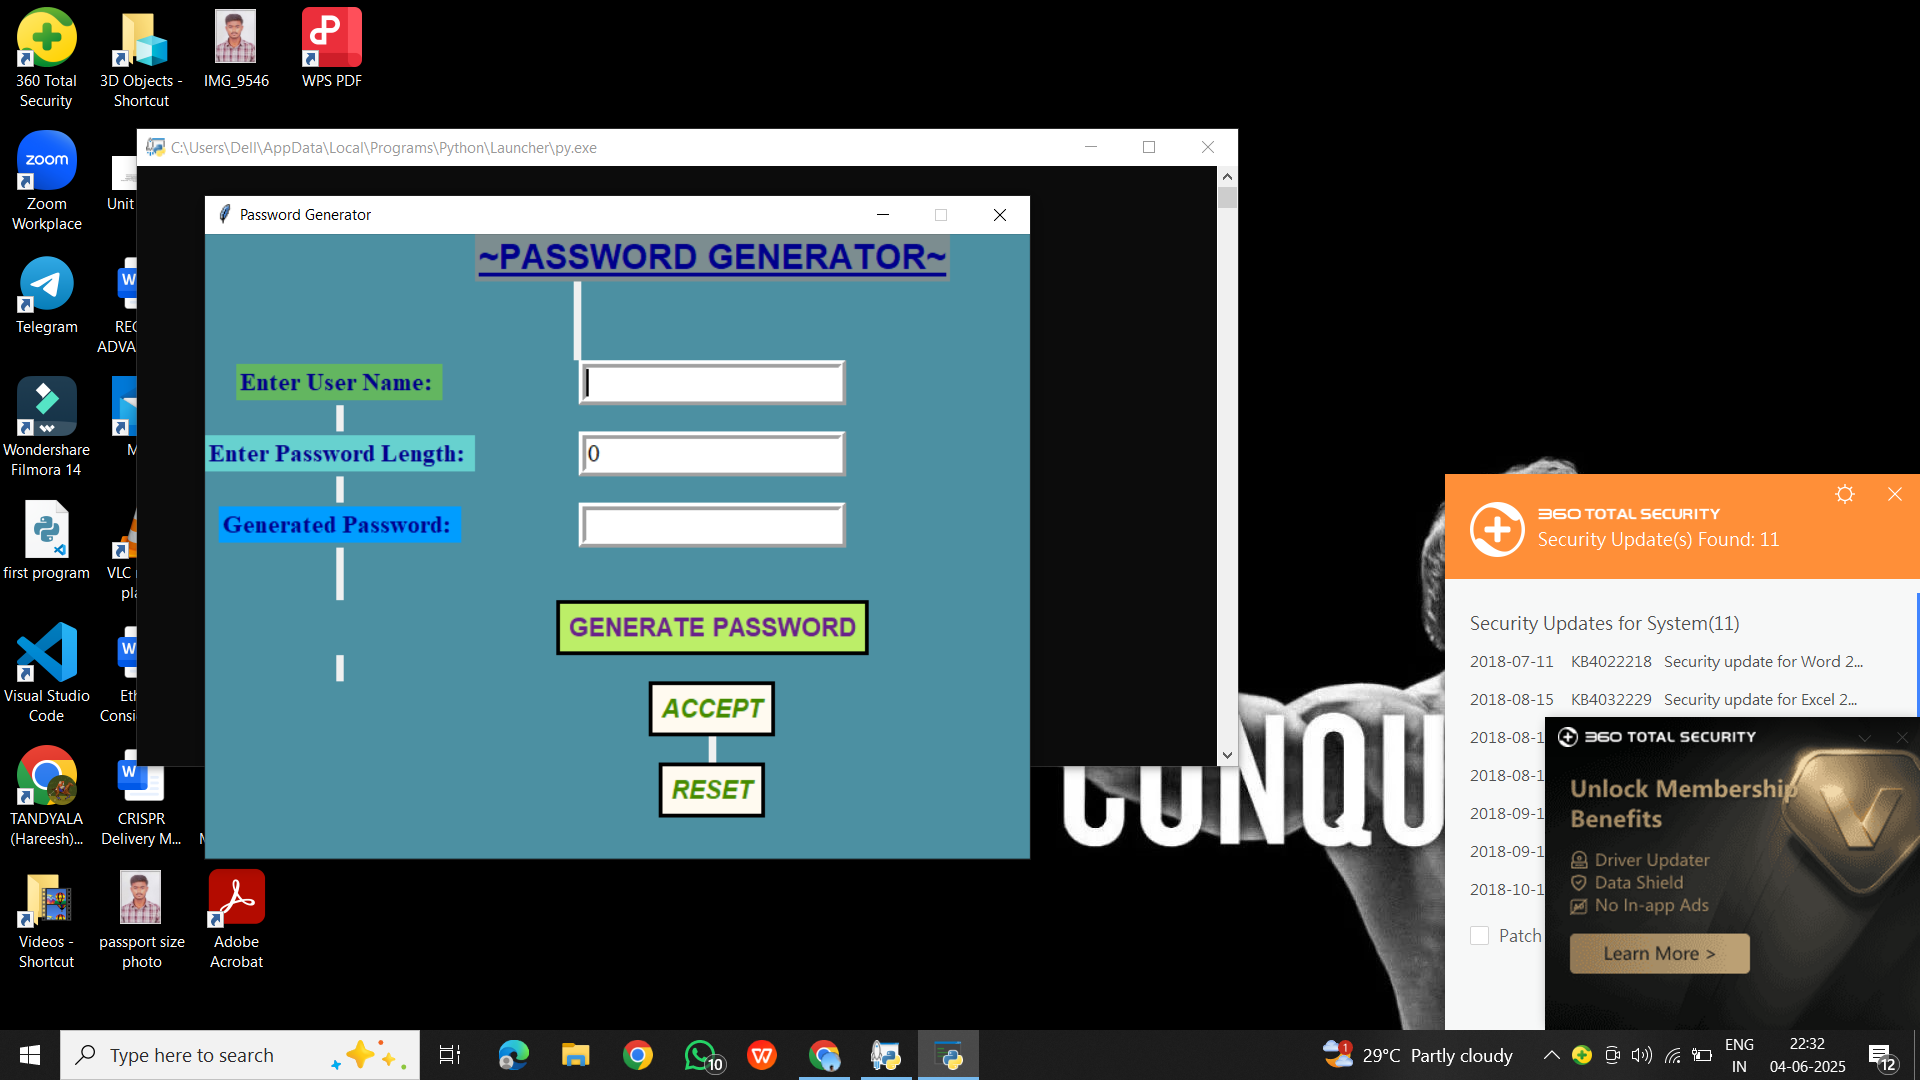 360 Total
Security
3D Objects -
Shortcut
IMG_9546
WPS PDF
zoom
Zoom
Workplace
Unit
Telegram
REC
ADVA
Wondershare
Filmora 14
M
first program
VLC
pla
Visual Studio
Code
Eth
Consi
TANDYALA
(Hareesh)...
CRISPR
Delivery M...
Videos -
Shortcut
passport size
photo
Adobe
Acrobat
C:\Users\Dell\AppData\Local\Programs\Python\Launcher\py.exe
Password Generator
~PASSWORD GENERATOR~
Enter User Name:
Enter Password Length:
0
Generated Password:
GENERATE PASSWORD
ACCEPT
RESET
CONQU
360 TOTAL SECURITY
Security Update(s) Found: 11
Security Updates for System(11)
2018-07-11 KB4022218 Security update for Word 2...
2018-08-15 KB4032229 Security update for Excel 2...
2018-08-1
2018-08-1
2018-09-1
2018-09-1
2018-10-1
Patch
360 TOTAL SECURITY
Unlock Membership
Benefits
Driver Updater
Data Shield
No In-app Ads
Learn More >
Type here to search
10
1
29°C Partly cloudy
ENG
IN
22:32
04-06-2025
12